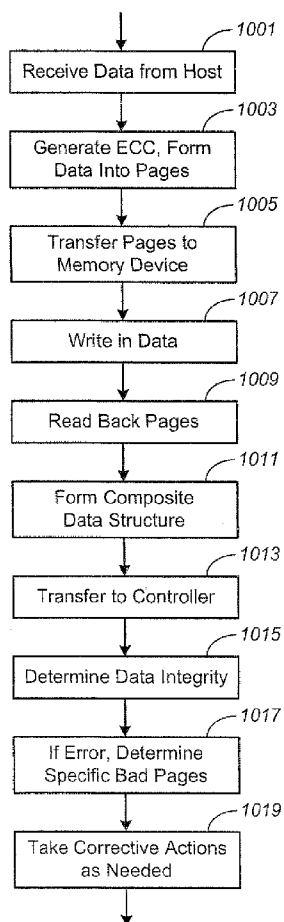 1001
Receive Data from Host
1003
Generate ECC, Form
Data Into Pages
1005
Transfer Pages to
Memory Device
1007
Write in Data
1009
Read Back Pages
1011
Form Composite
Data Structure
1013
Transfer to Controller
1015
Determine Data Integrity
1017
If Error, Determine
Specific Bad Pages
1019
Take Corrective Actions
as Needed